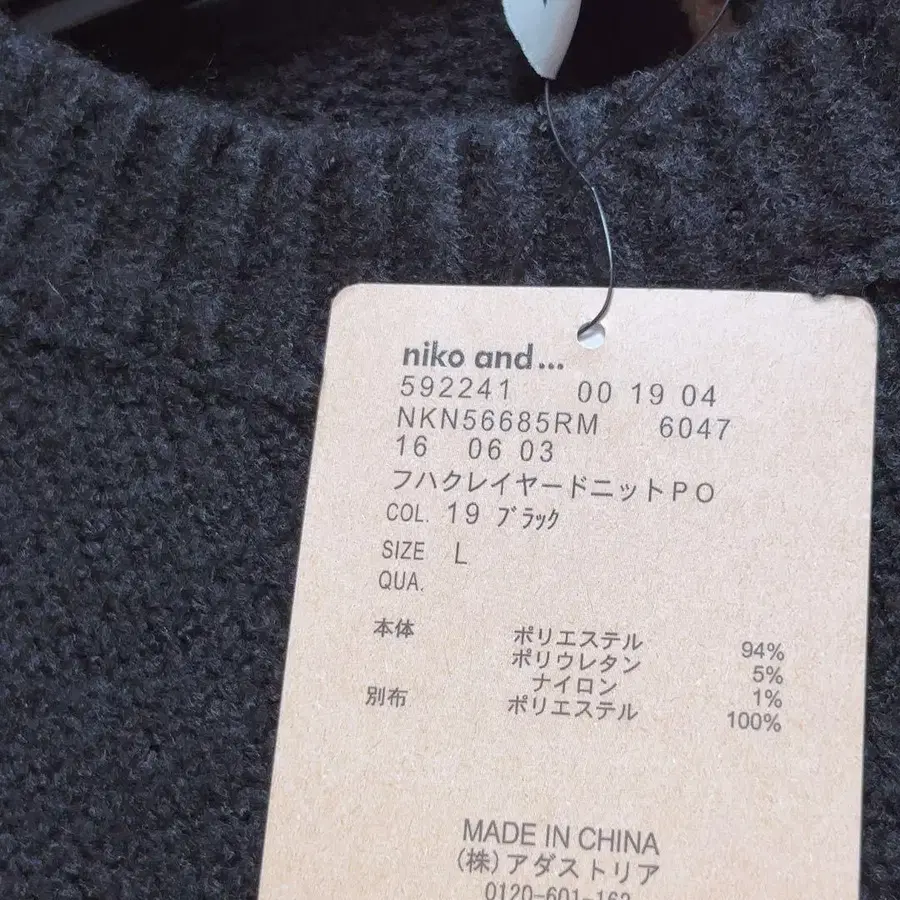 niko and...
592241 00 19 04
NKN56685RM 6047
16 06 03
フハクレイヤードニットPO
COL. 19 ブラック
SIZE L
QUA.
本体 ポリエステル 94%
ポリウレタン 5%
ナイロン 1%
別布 ポリエステル 100%
MADE IN CHINA
(株)アダストリア
0120-601-162